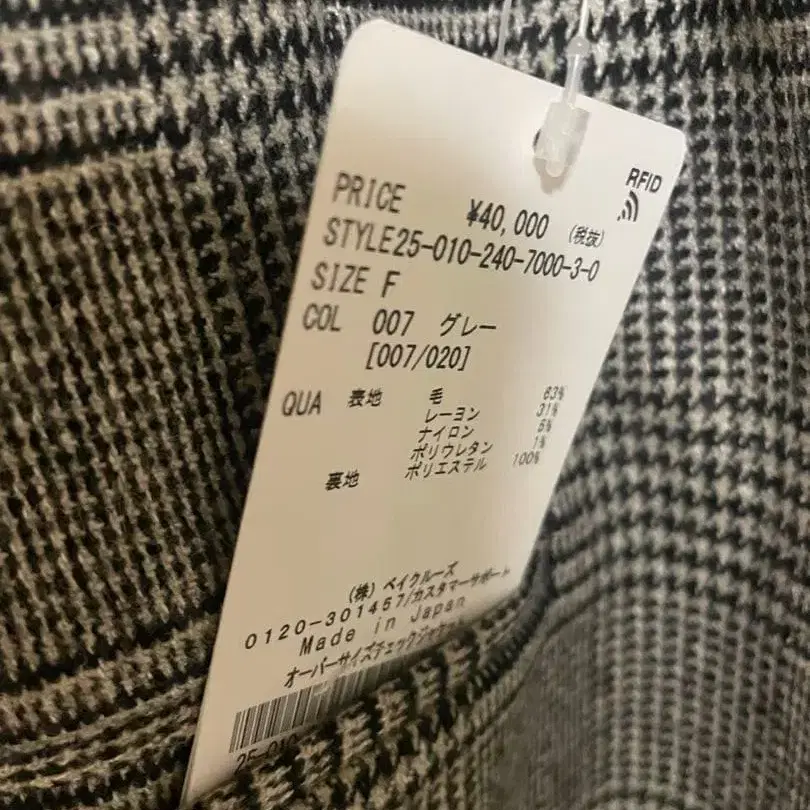 RFID
PRICE ¥40,000 (税抜)
STYLE25-010-240-7000-3-0
SIZE F
COL 007 グレー
[007/020]
QUA 表地 毛 63%
レーヨン 31%
ナイロン 5%
ポリウレタン 1%
裏地 ポリエステル 100%
(株) ベイクルーズ
0120-301457/カスタマーサポート
Made in Japan
オーバーサイズチェックジャケット
25-010